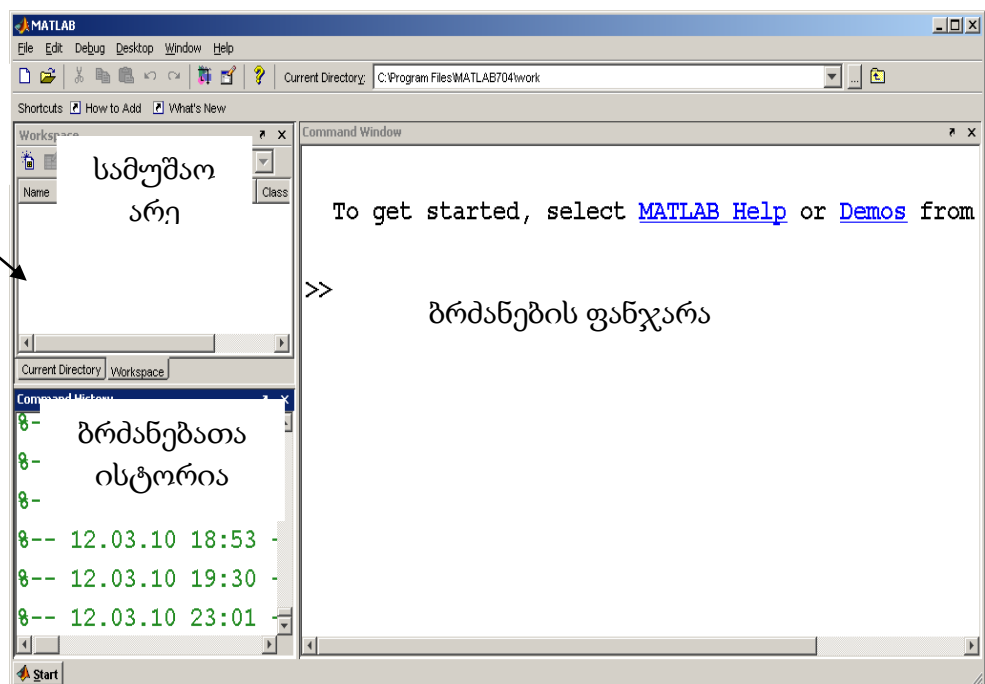 MATLAB
File Edit Debug Desktop Window Help
Current Directory: C:\Program Files\MATLAB704\work
Shortcuts How to Add What's New
Workspace
Name Class
სამუშაო
არე
Current Directory Workspace
Command History
ბრძანებათა
ისტორია
%-
%-
%-
%-- 12.03.10 18:53 -
%-- 12.03.10 19:30 -
%-- 12.03.10 23:01 -
Command Window
To get started, select MATLAB Help or Demos from
>>
ბრძანების ფანჯარა
Start